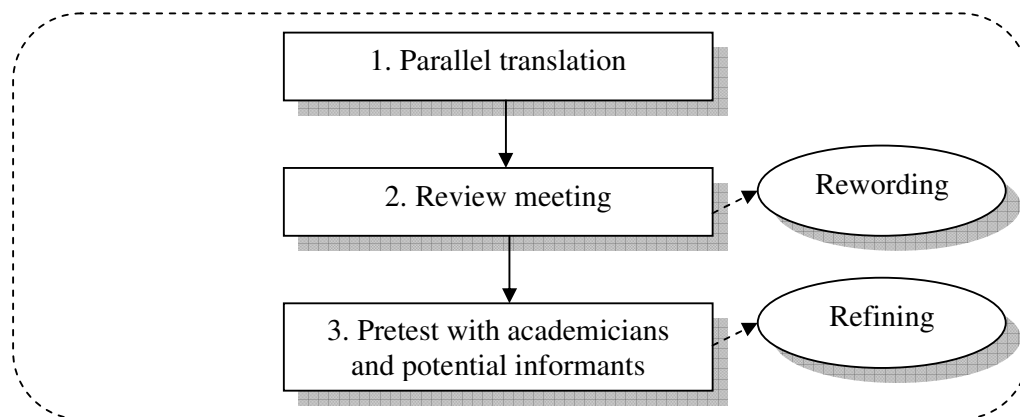 1. Parallel translation
2. Review meeting
Rewording
3. Pretest with academicians
and potential informants
Refining